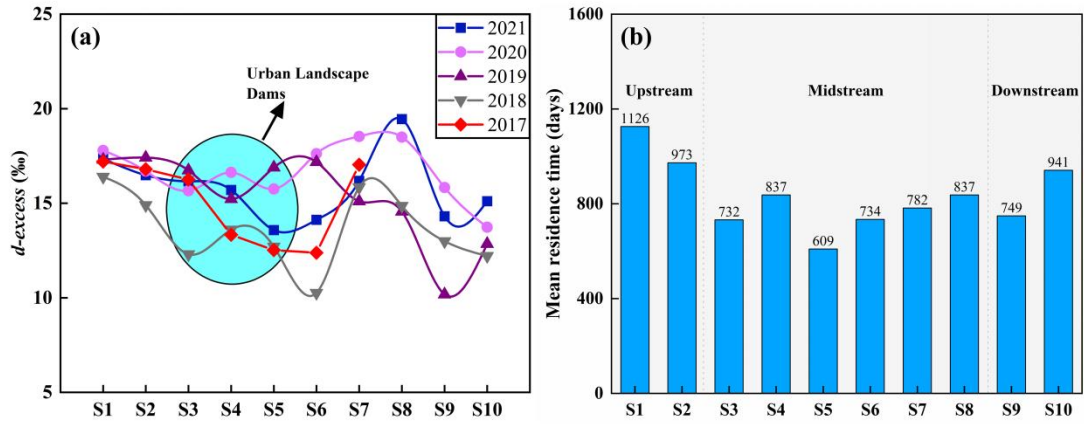 (a)
2021
2020
2019
2018
2017
Urban Landscape
Dams
d-excess (‰)
25
20
15
10
5
S1 S2 S3 S4 S5 S6 S7 S8 S9 S10
(b)
Mean residence time (days)
1600
1200
800
400
0
Upstream Midstream Downstream
1126 973 732 837 609 734 782 837 749 941
S1 S2 S3 S4 S5 S6 S7 S8 S9 S10